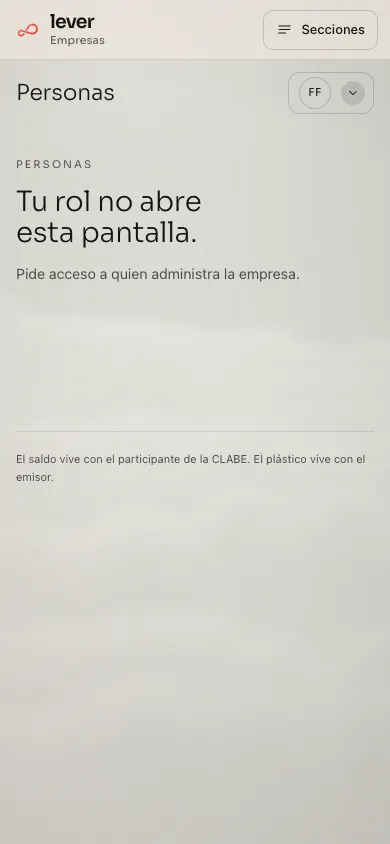 lever
Empresas
Secciones
Personas
FF
PERSONAS
Tu rol no abre
esta pantalla.
Pide acceso a quien administra la empresa.
El saldo vive con el participante de la CLABE. El plástico vive con el
emisor.